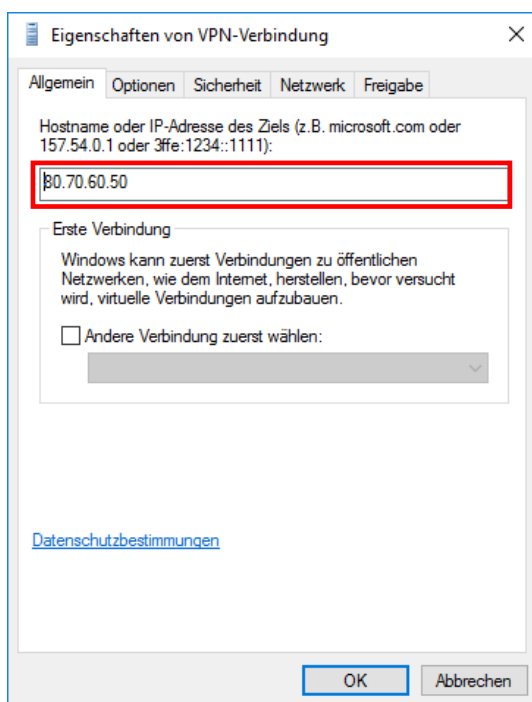 Eigenschaften von VPN-Verbindung
Allgemein Optionen Sicherheit Netzwerk Freigabe
Hostname oder IP-Adresse des Ziels (z.B. microsoft.com oder
157.54.0.1 oder 3ffe:1234::1111):
80.70.60.50
Erste Verbindung
Windows kann zuerst Verbindungen zu öffentlichen
Netzwerken, wie dem Internet, herstellen, bevor versucht
wird, virtuelle Verbindungen aufzubauen.
Andere Verbindung zuerst wählen:
Datenschutzbestimmungen
OK Abbrechen